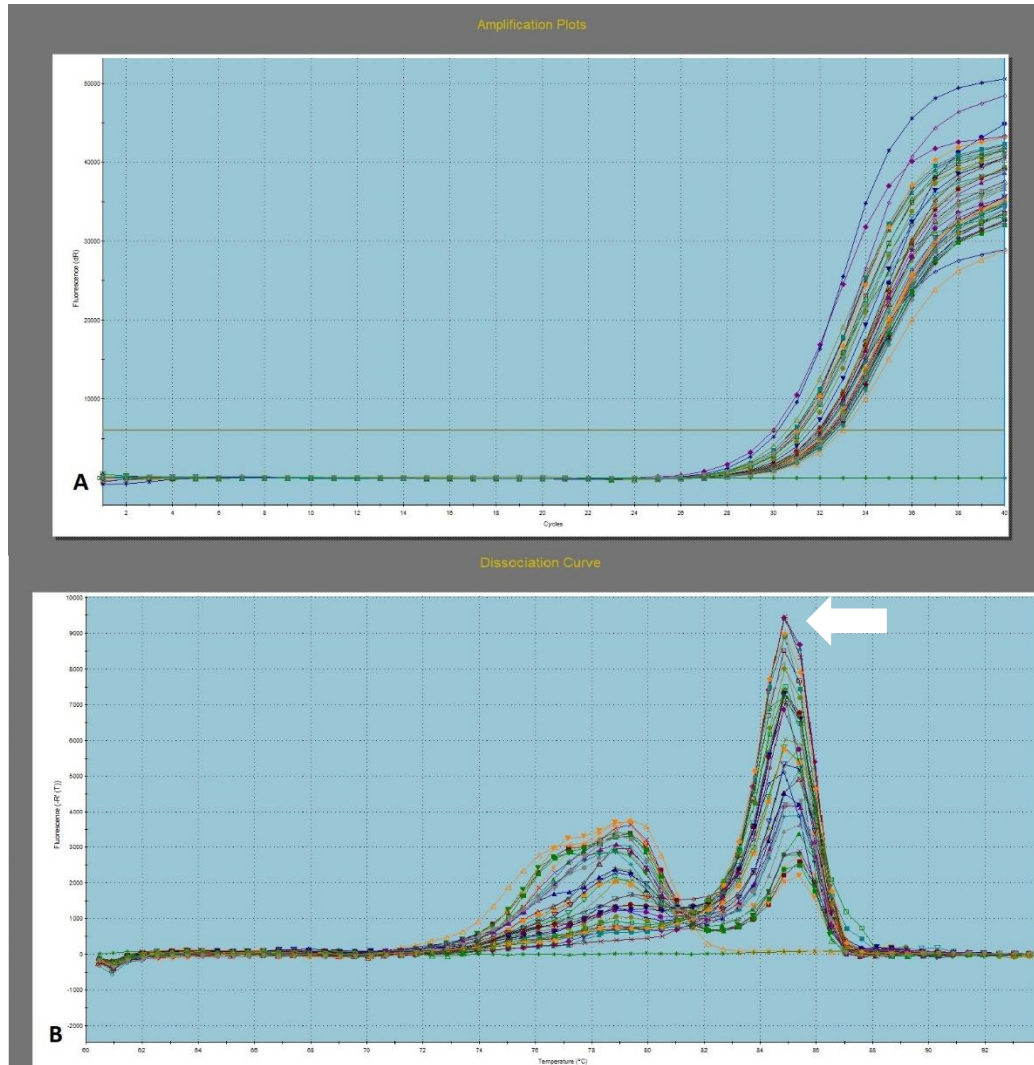 Amplification Plots
50000
40000
30000
20000
10000
0
Fluorescence (dR)
A
2 4 6 8 10 12 14 16 18 20 22 24 26 28 30 32 34 36 38 40
Cycles
Dissociation Curve
10000
9000
8000
7000
6000
5000
4000
3000
2000
1000
0
-1000
-2000
Fluorescence (-R' (T))
B
60 62 64 66 68 70 72 74 76 78 80 82 84 86 88 90 92
Temperature (°C)